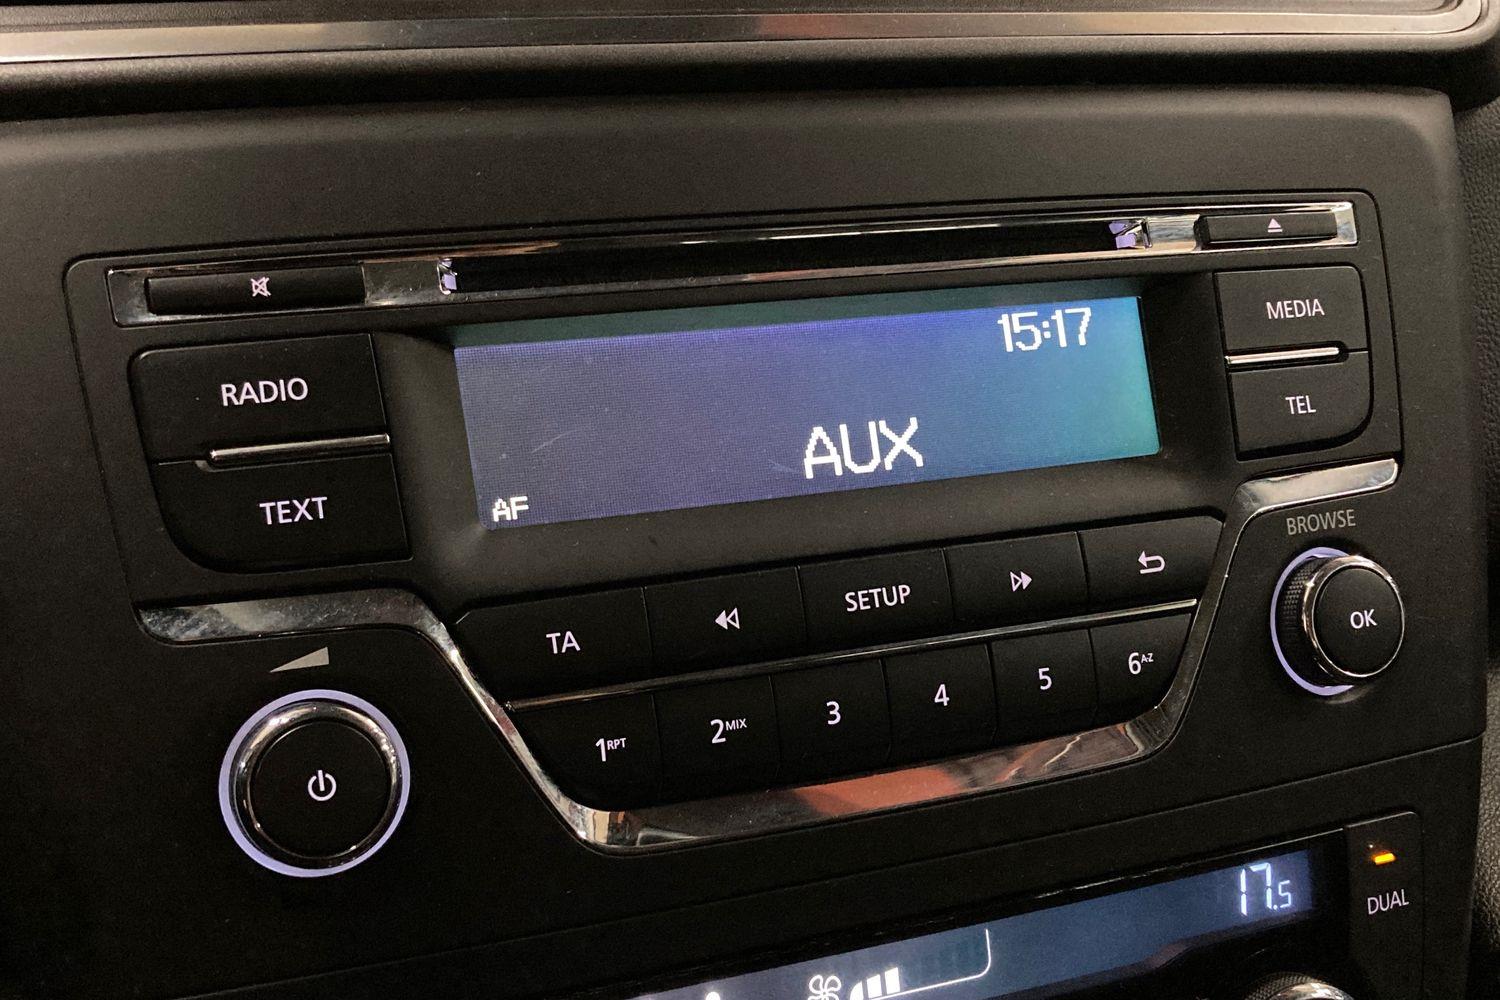 15:17
MEDIA
RADIO
TEL
AUX
TEXT
AF
BROWSE
TA
SETUP
OK
1RPT
2MIX
3
4
5
6A-Z
17.5
DUAL